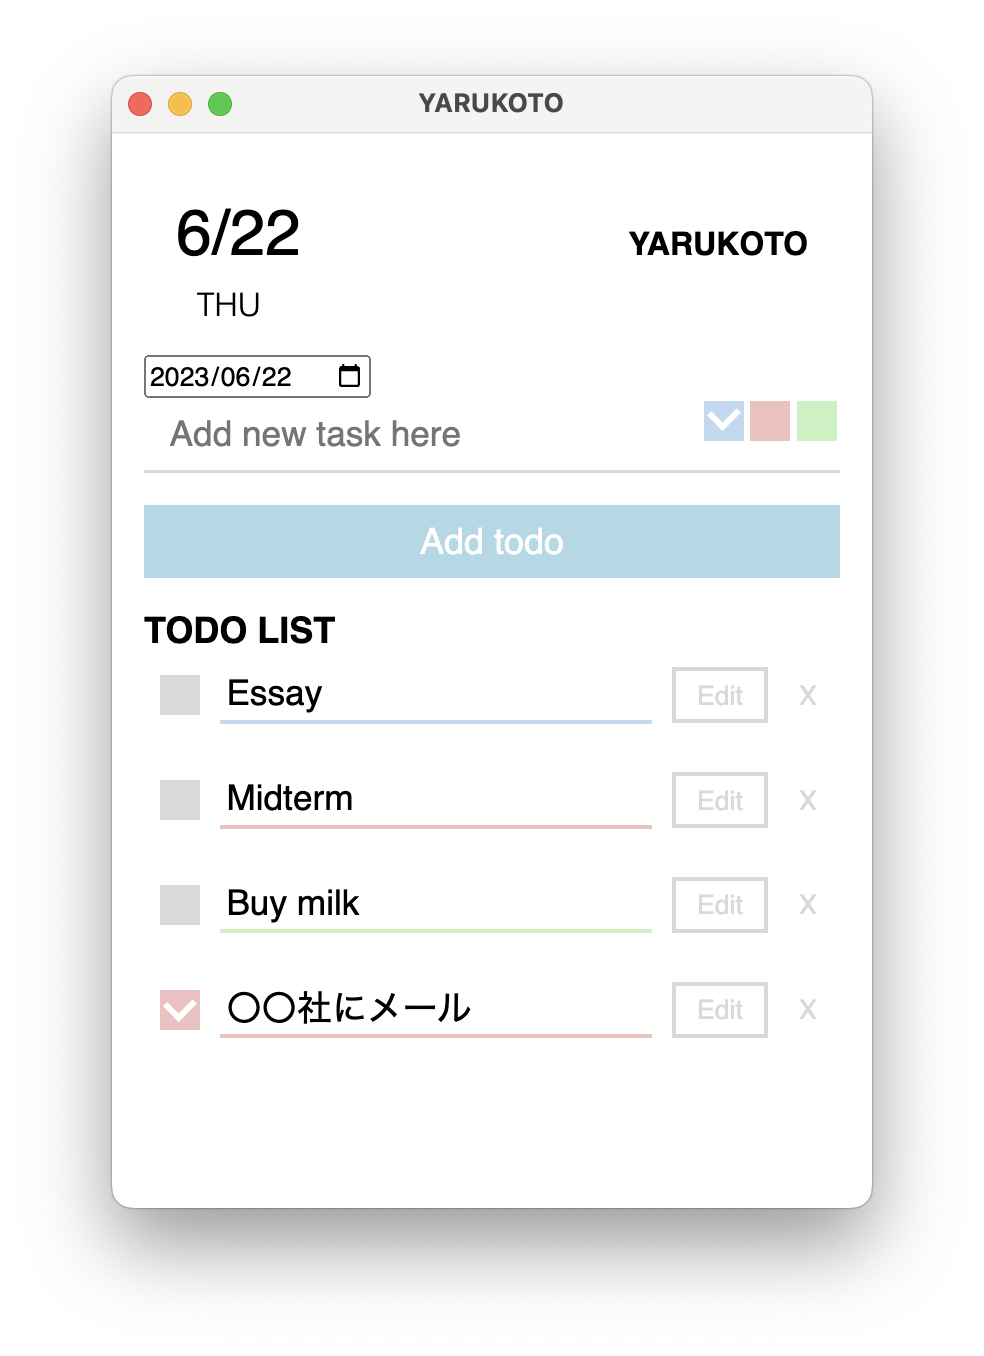 YARUKOTO
6/22
YARUKOTO
THU
2023/06/22
Add new task here
Add todo
TODO LIST
Essay Edit X
Midterm Edit X
Buy milk Edit X
〇〇社にメール Edit X